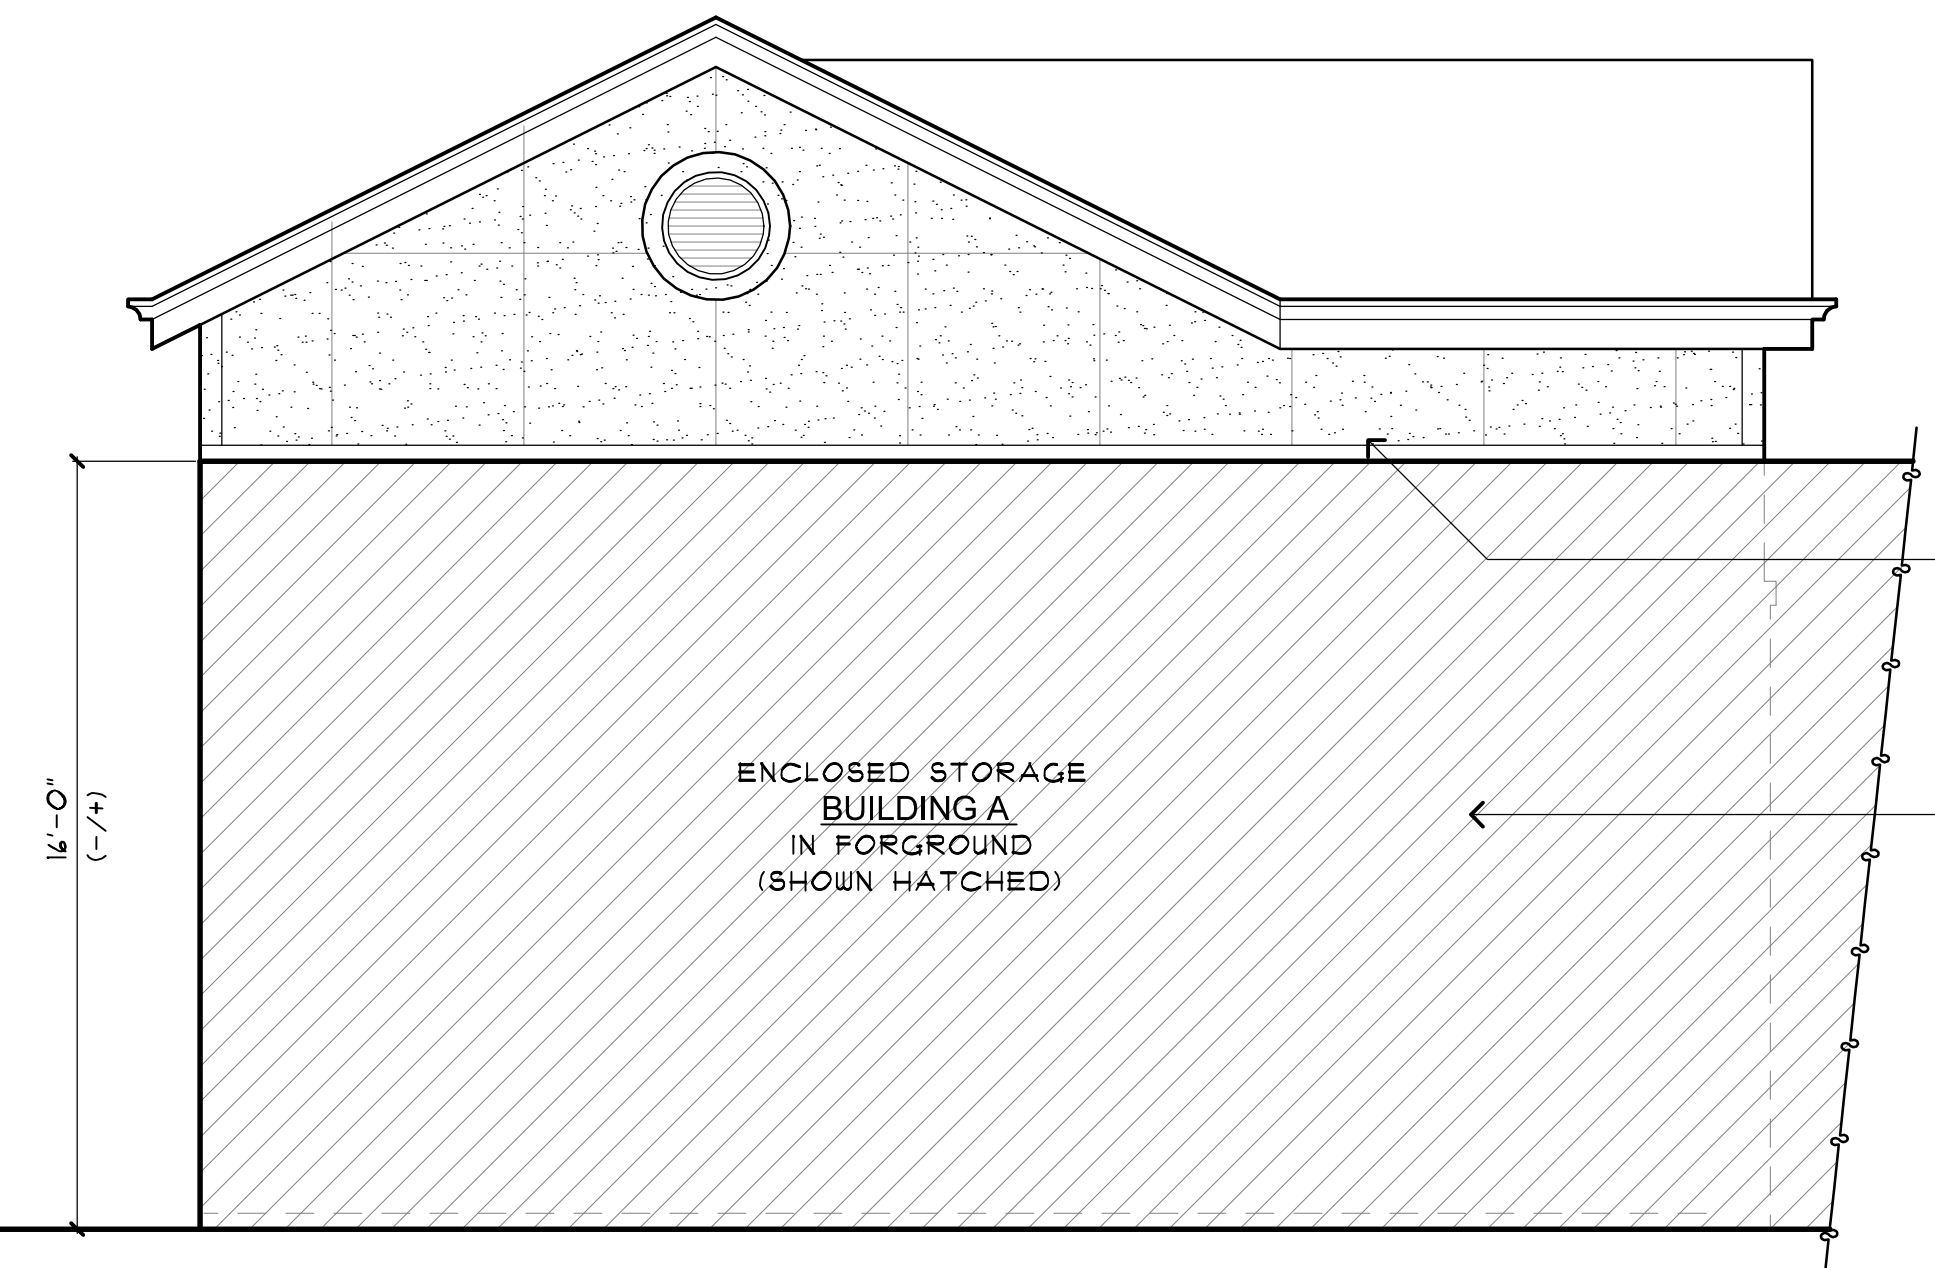 ENCLOSED STORAGE
BUILDING A
IN FORGROUND
(SHOWN HATCHED)
16'-0"
(-/+)